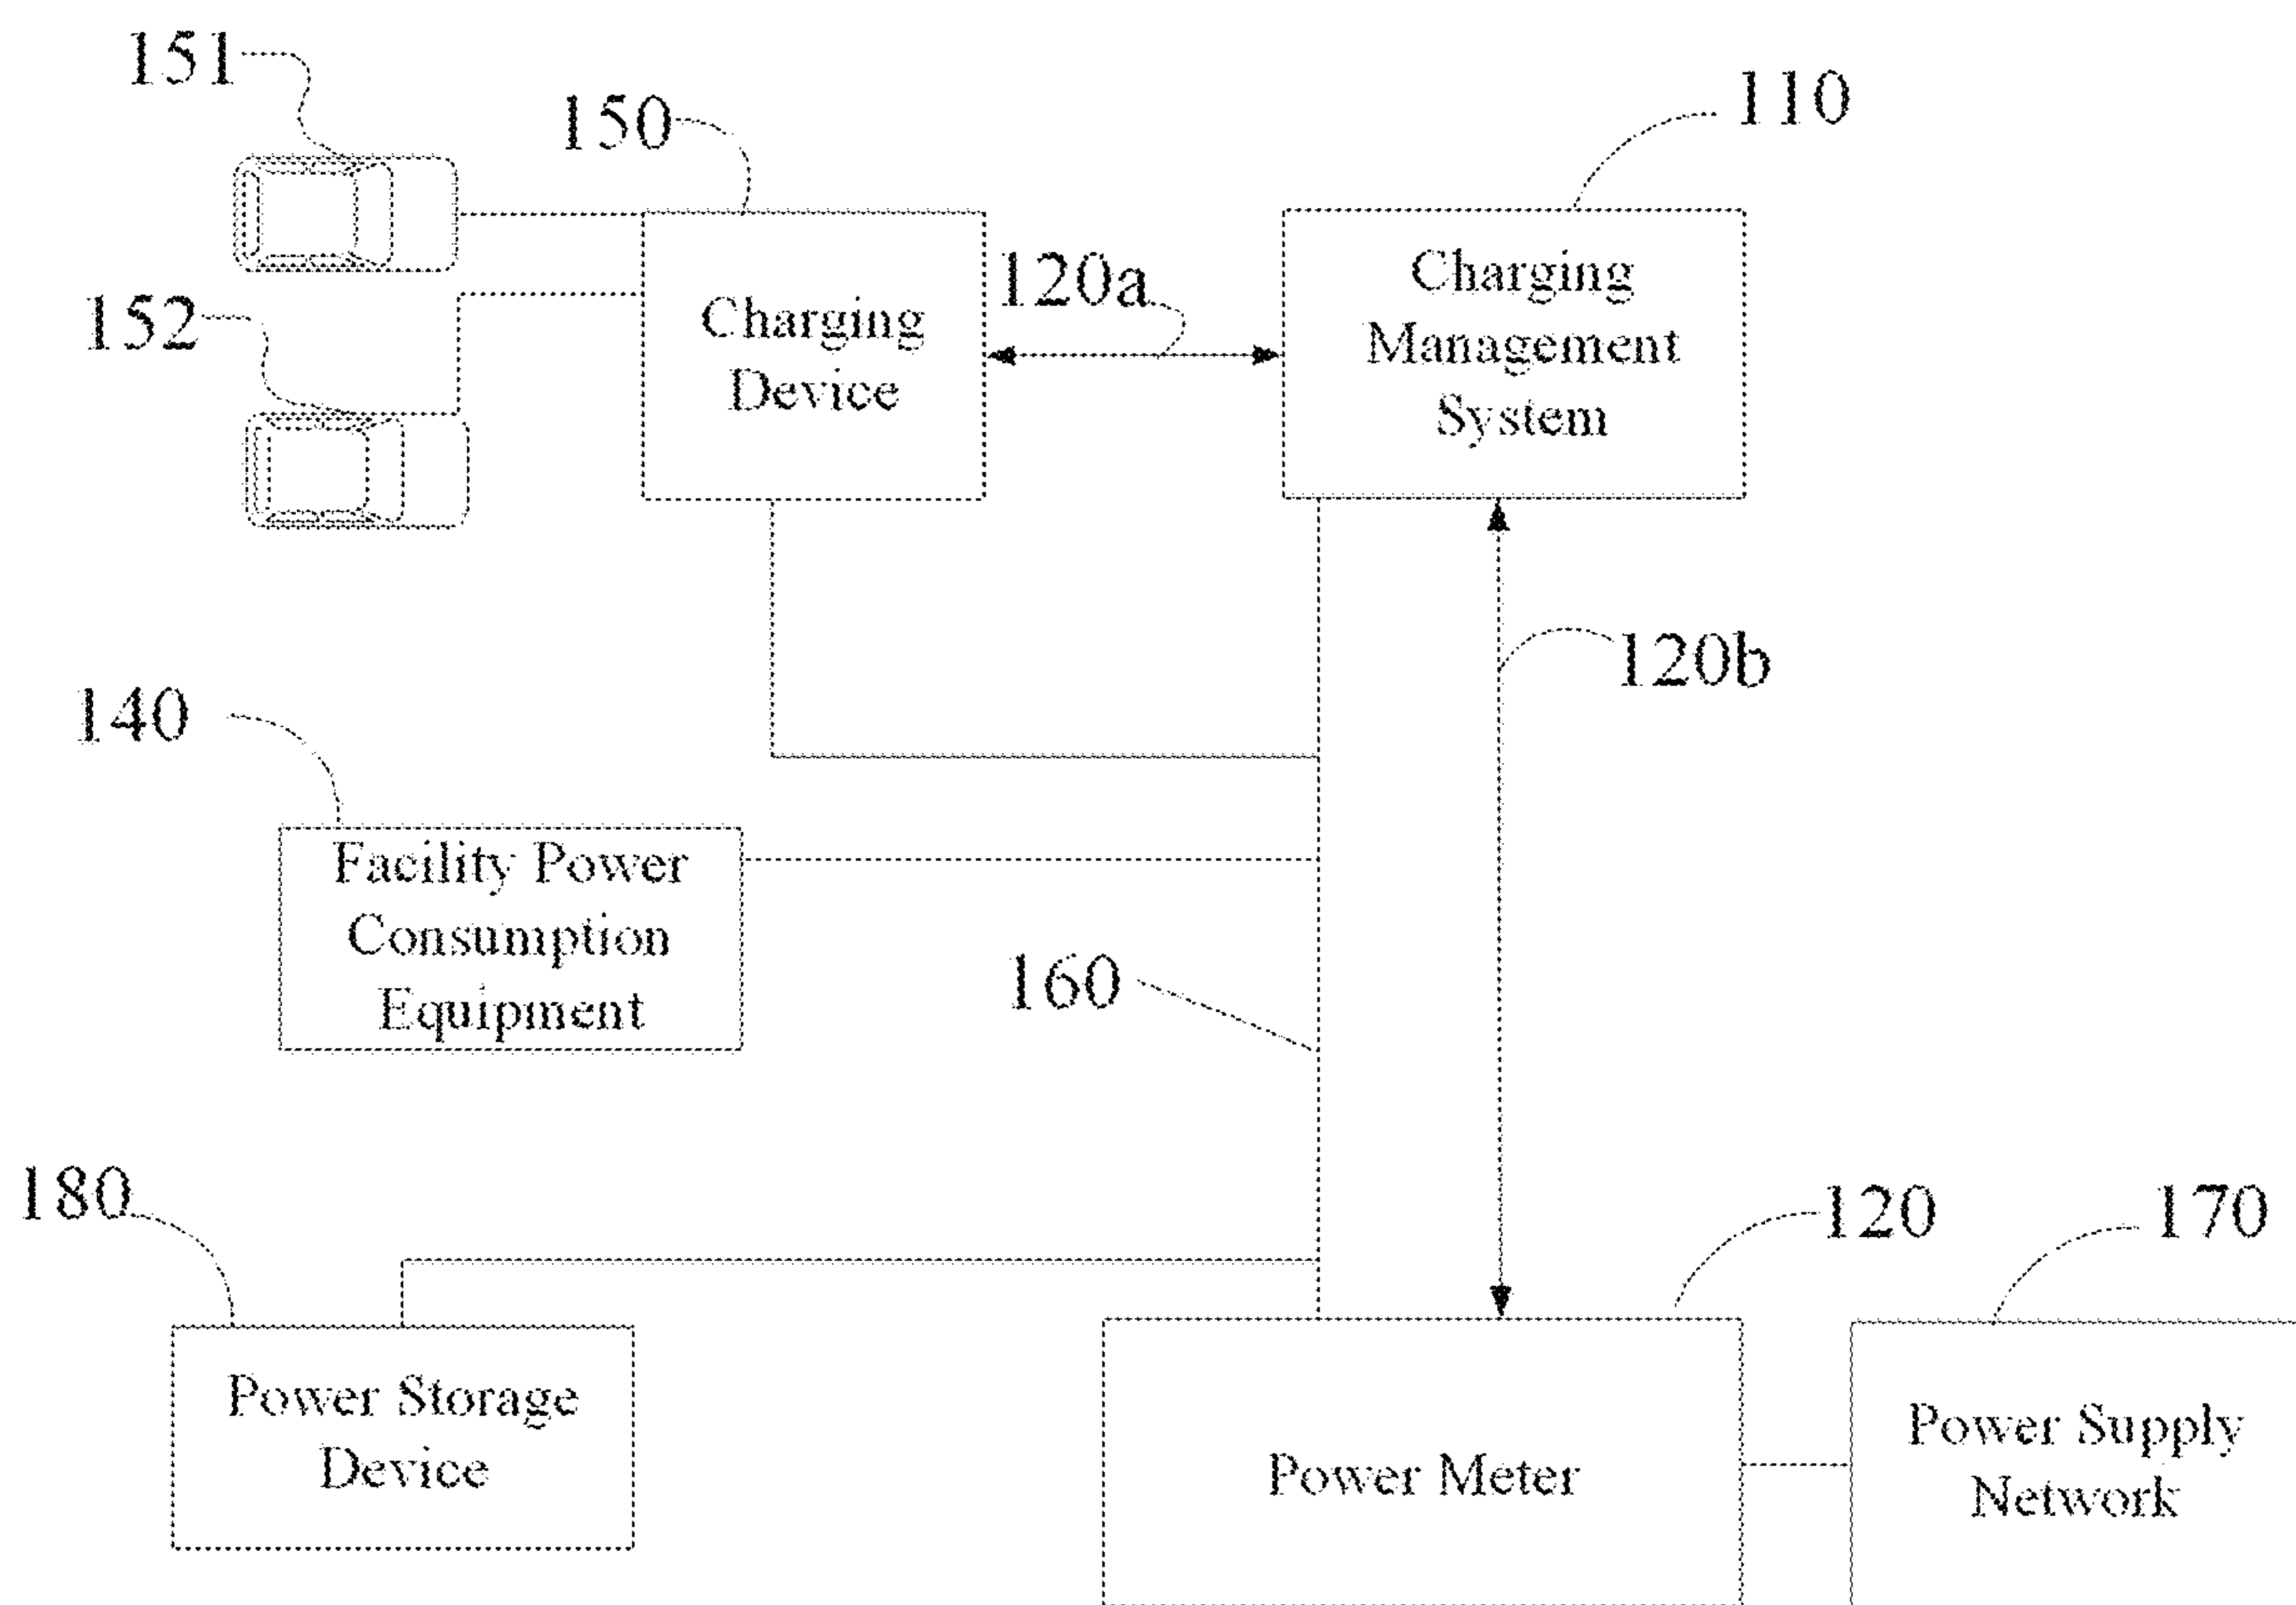 151
150
110
120a
Charging
Device
Charging
Management
System
152
120b
140
Facility Power
Consumption
Equipment
160
180
120
170
Power Storage
Device
Power Meter
Power Supply
Network